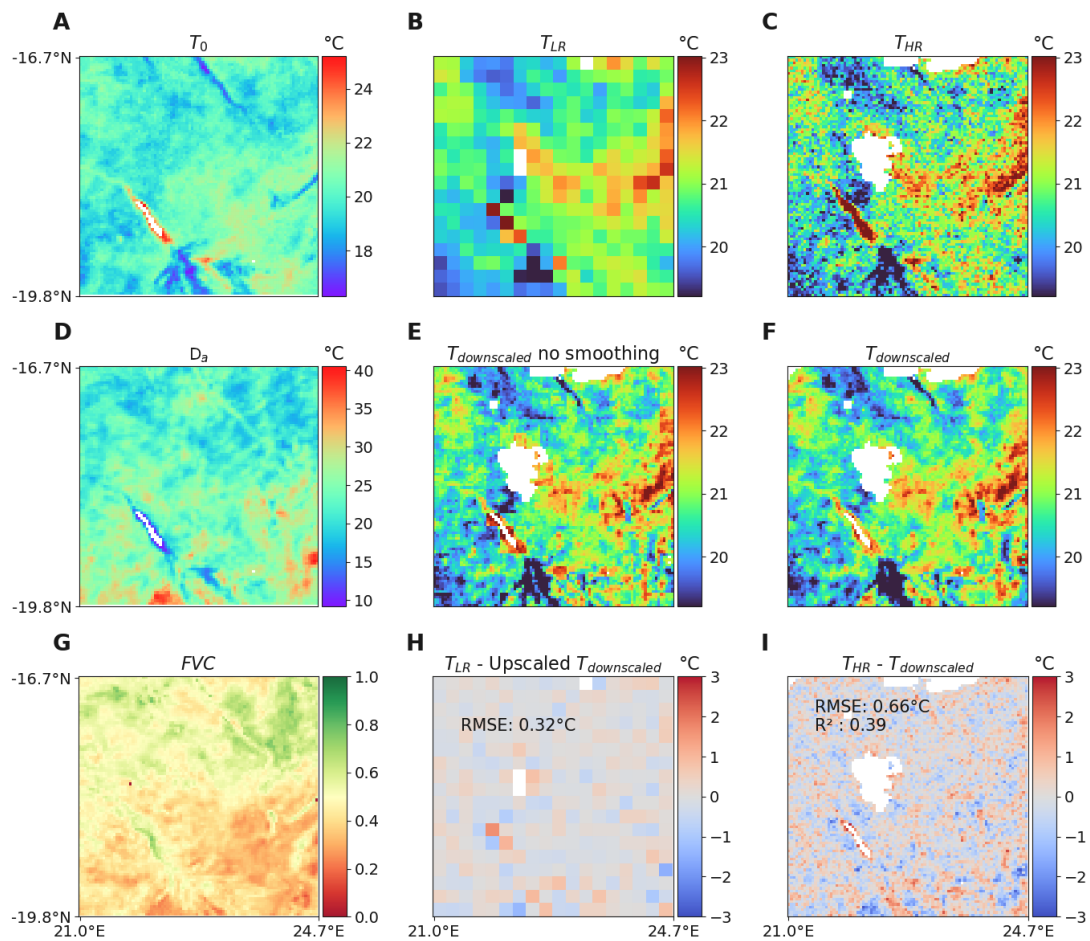 A
T0
°C
-16.7°N
24
22
20
18
-19.8°N
B
TLR
°C
23
22
21
20
C
THR
°C
23
22
21
20
D
Da
°C
-16.7°N
40
35
30
25
20
15
10
-19.8°N
E
Tdownscaled no smoothing
°C
23
22
21
20
F
Tdownscaled
°C
23
22
21
20
G
FVC
-16.7°N
1.0
0.8
0.6
0.4
0.2
0.0
-19.8°N
21.0°E
24.7°N
H
TLR - Upscaled Tdownscaled
°C
RMSE: 0.32°C
3
2
1
0
−1
−2
−3
21.0°E
24.7°N
I
THR - Tdownscaled
°C
RMSE: 0.66°C
R² : 0.39
3
2
1
0
−1
−2
−3
21.0°E
24.7°N